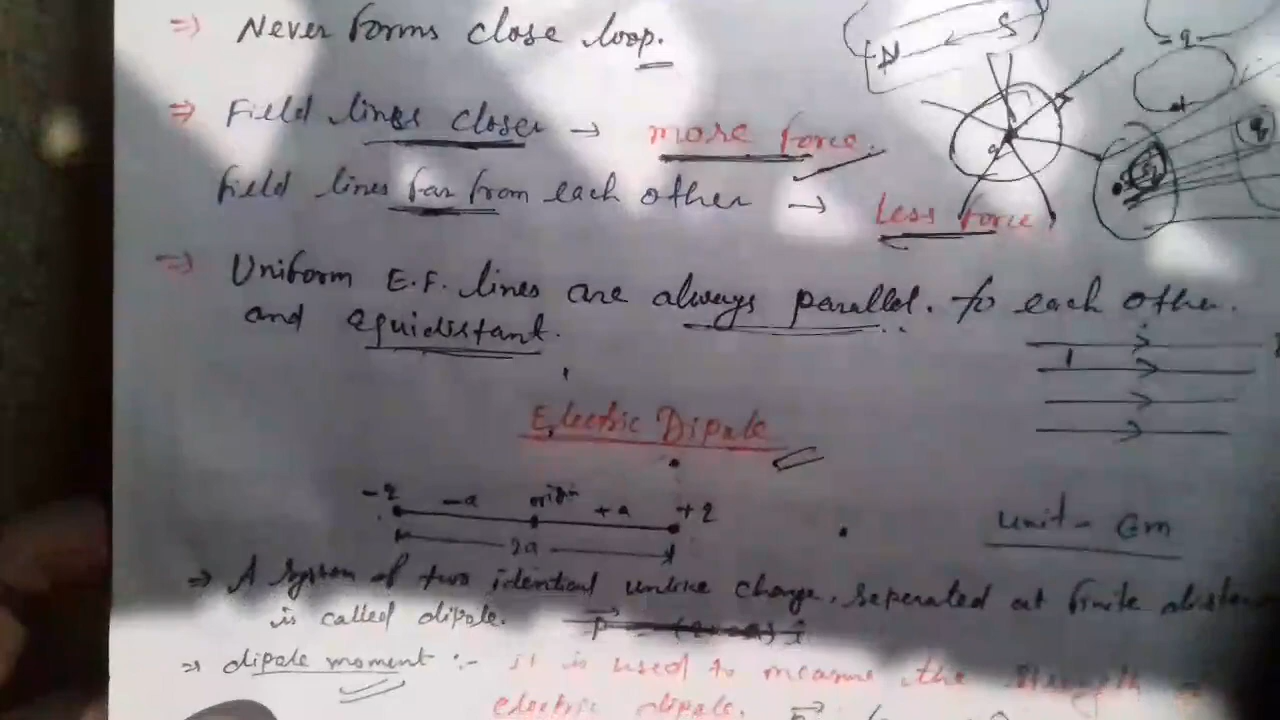 ⇒ Never forms close loop.
⇒ Field lines closer → more force.
field lines far from each other → Less force
⇒ Uniform E.F. lines are always parallel. to each other.
and equidistant.
Electric Dipole
-q -a origin +a +q
2a
unit - Cm
⇒ A system of two identical unlike charge, seperated at finite
is called dipole.
⇒ dipole moment :- it is used to measure the strength of
electric dipole.